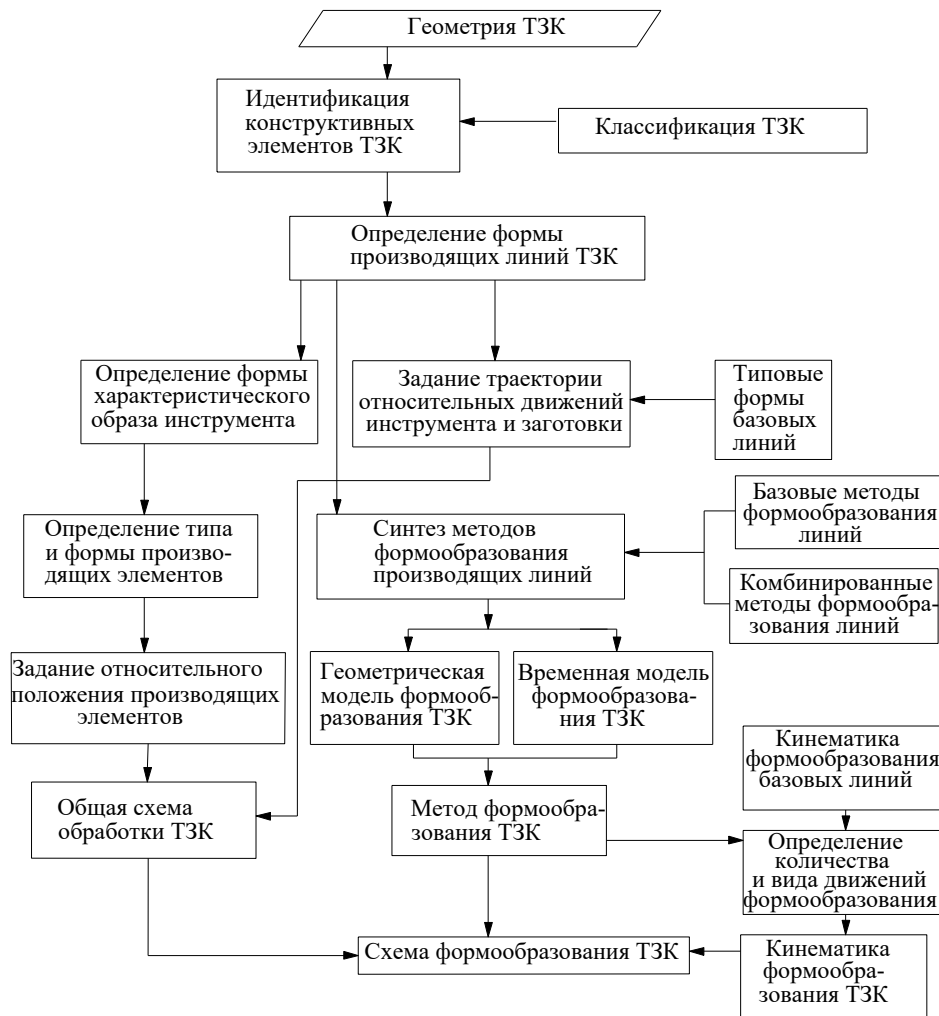 Геометрия ТЗК
Идентификация
конструктивных
элементов ТЗК
Классификация ТЗК
Определение формы
производящих линий ТЗК
Определение формы
характеристического
образа инструмента
Задание траектории
относительных движений
инструмента и заготовки
Типовые
формы
базовых
линий
Базовые методы
формообразования
линий
Определение типа
и формы произво-
дящих элементов
Синтез методов
формообразования
производящих линий
Комбинированные
методы формообра-
зования линий
Задание относительного
положения производящих
элементов
Геометрическая
модель формооб-
разования ТЗК
Временная модель
формообразова-
ния ТЗК
Кинематика
формообразования
базовых линий
Общая схема
обработки ТЗК
Метод формообра-
зования ТЗК
Определение
количества
и вида движений
формообразования
Схема формообразования ТЗК
Кинематика
формообра-
зования ТЗК